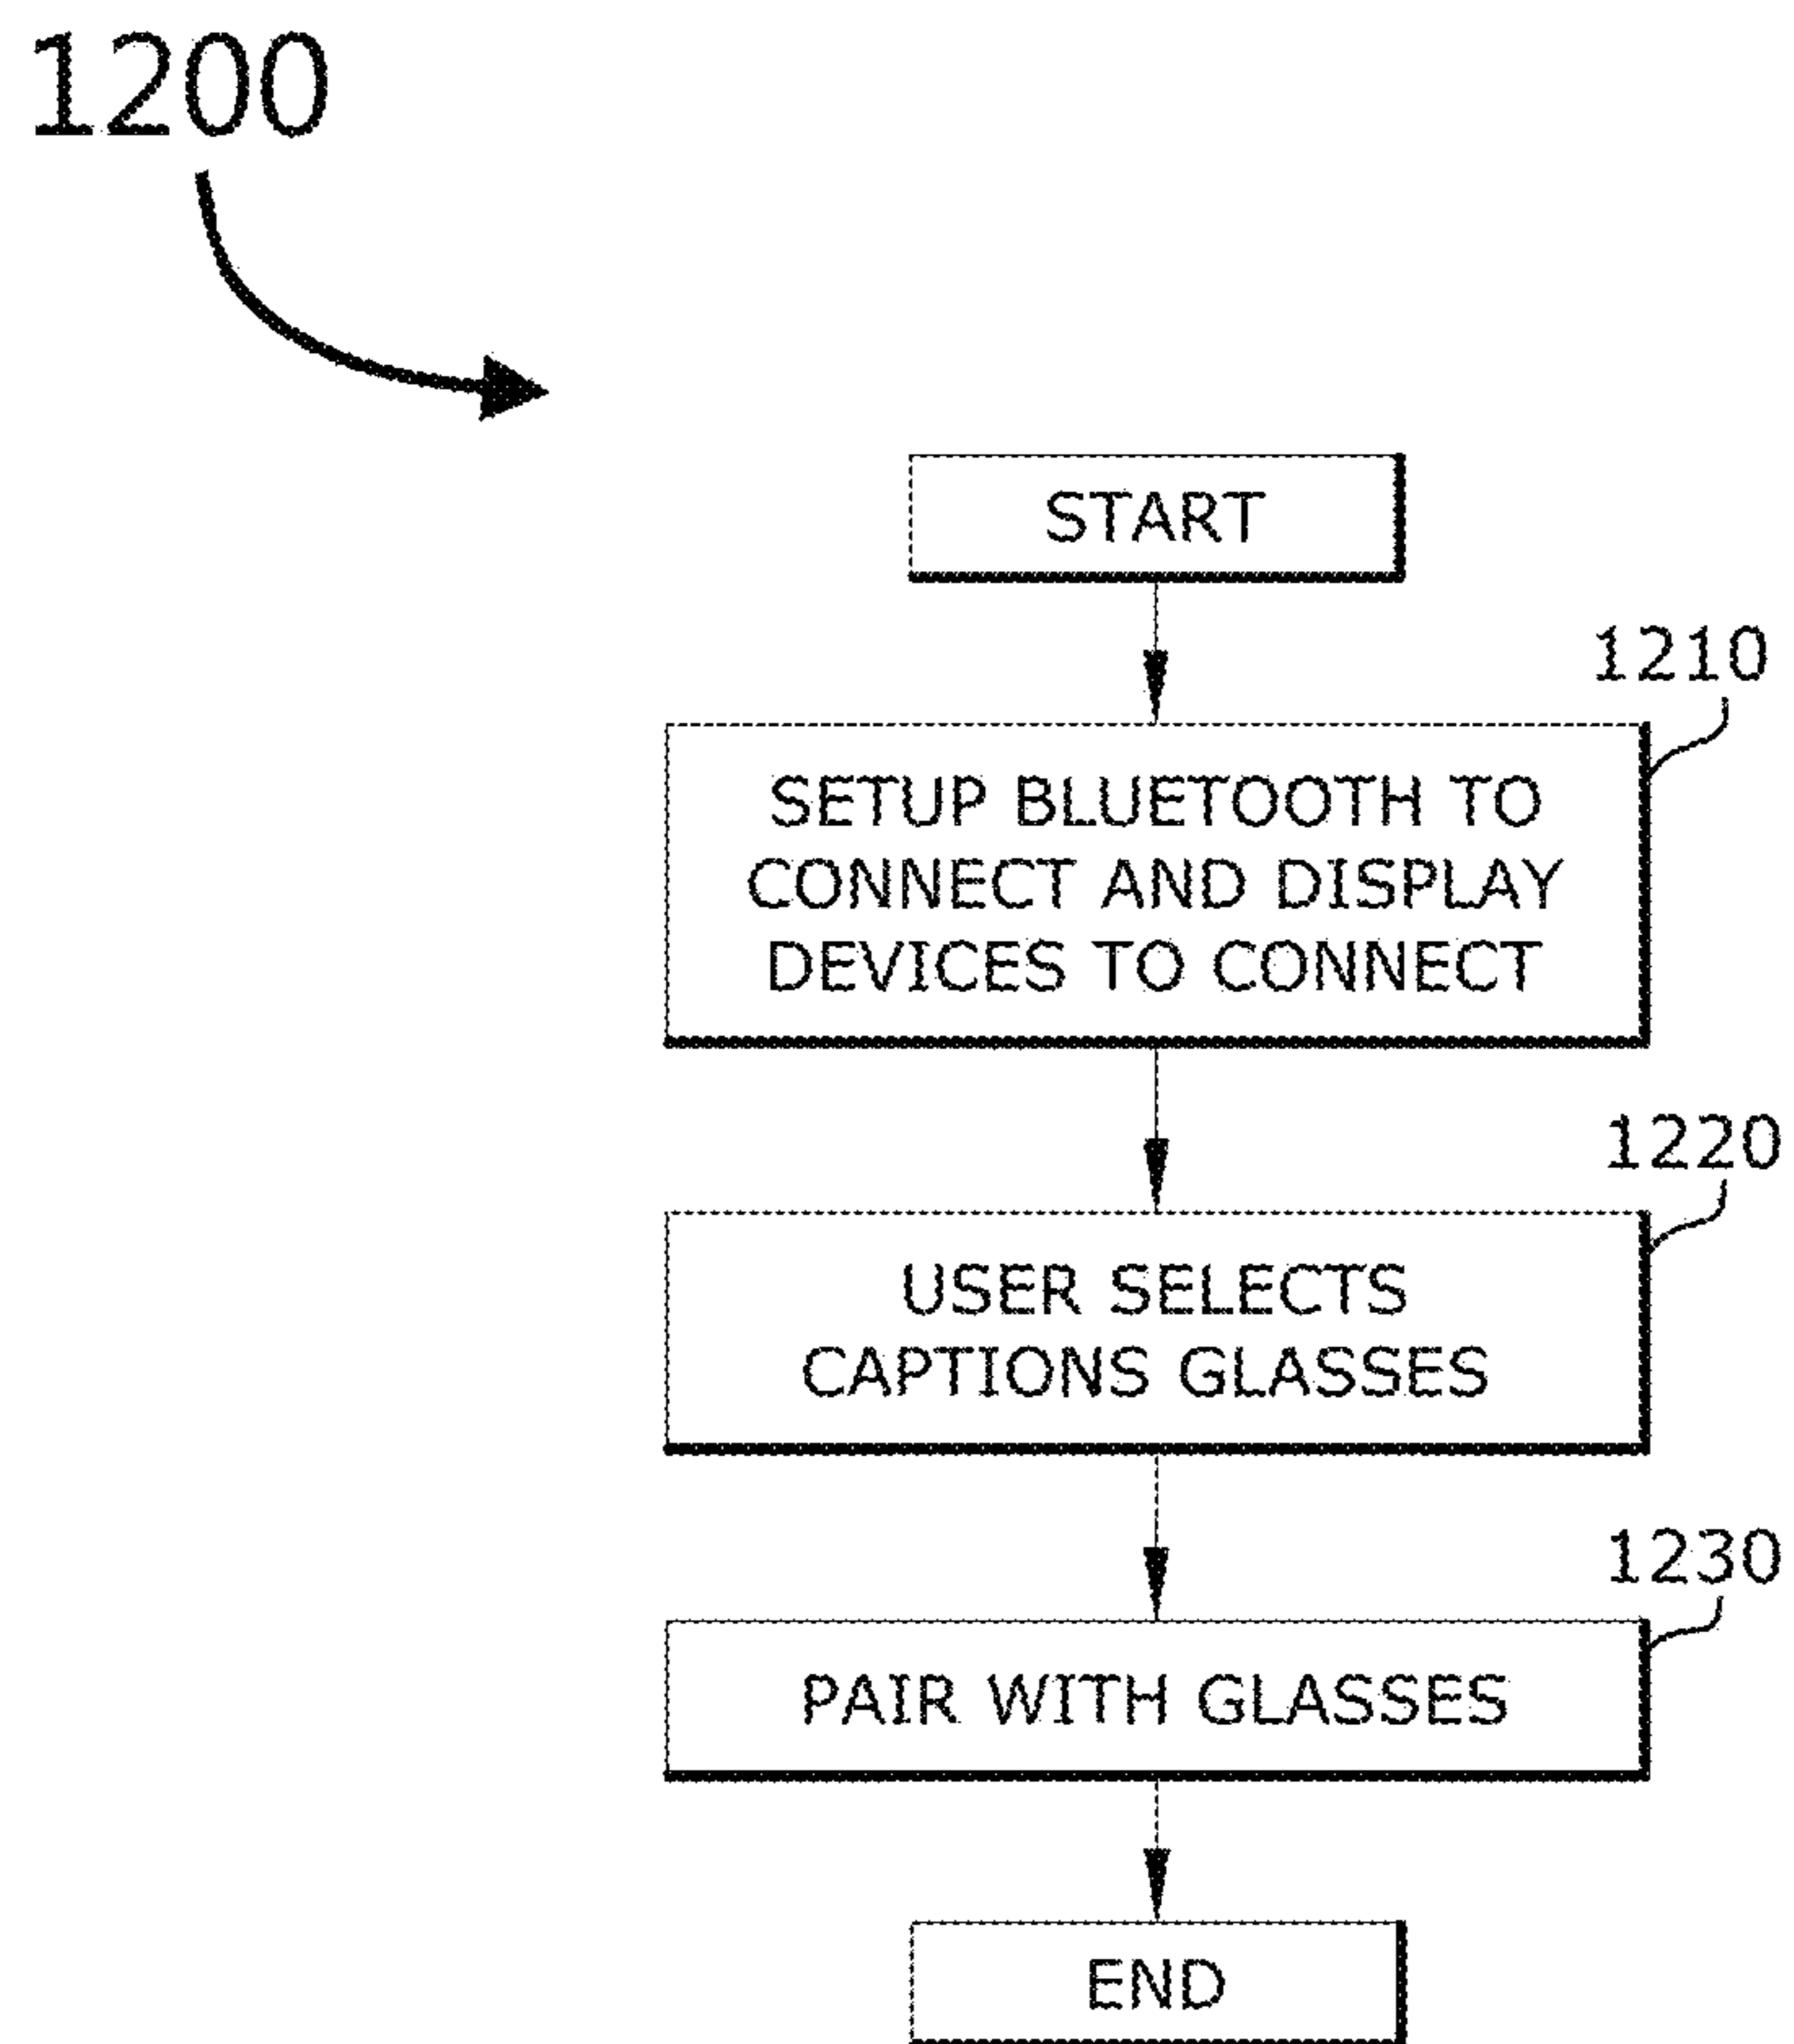 1200
START
1210
SETUP BLUETOOTH TO
CONNECT AND DISPLAY
DEVICES TO CONNECT
1220
USER SELECTS
CAPTIONS GLASSES
1230
PAIR WITH GLASSES
END